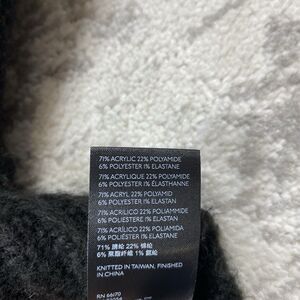 71% ACRYLIC 22% POLYAMIDE
6% POLYESTER 1% ELASTANE
71% ACRYLIQUE 22% POLYAMIDE
6% POLYESTER 1% ÉLASTHANNE
71% ACRYL 22% POLYAMID
6% POLYESTER 1% ELASTAN
71% ACRILICO 22% POLIAMMIDE
6% POLIESTERE 1% ELASTAN
71% ACRÍLICO 22% POLIAMIDA
6% POLIÉSTER 1% ELASTANO
71% 腈纶 22% 锦纶
6% 聚酯纤维 1% 氨纶
KNITTED IN TAIWAN, FINISHED
IN CHINA
RN 66170